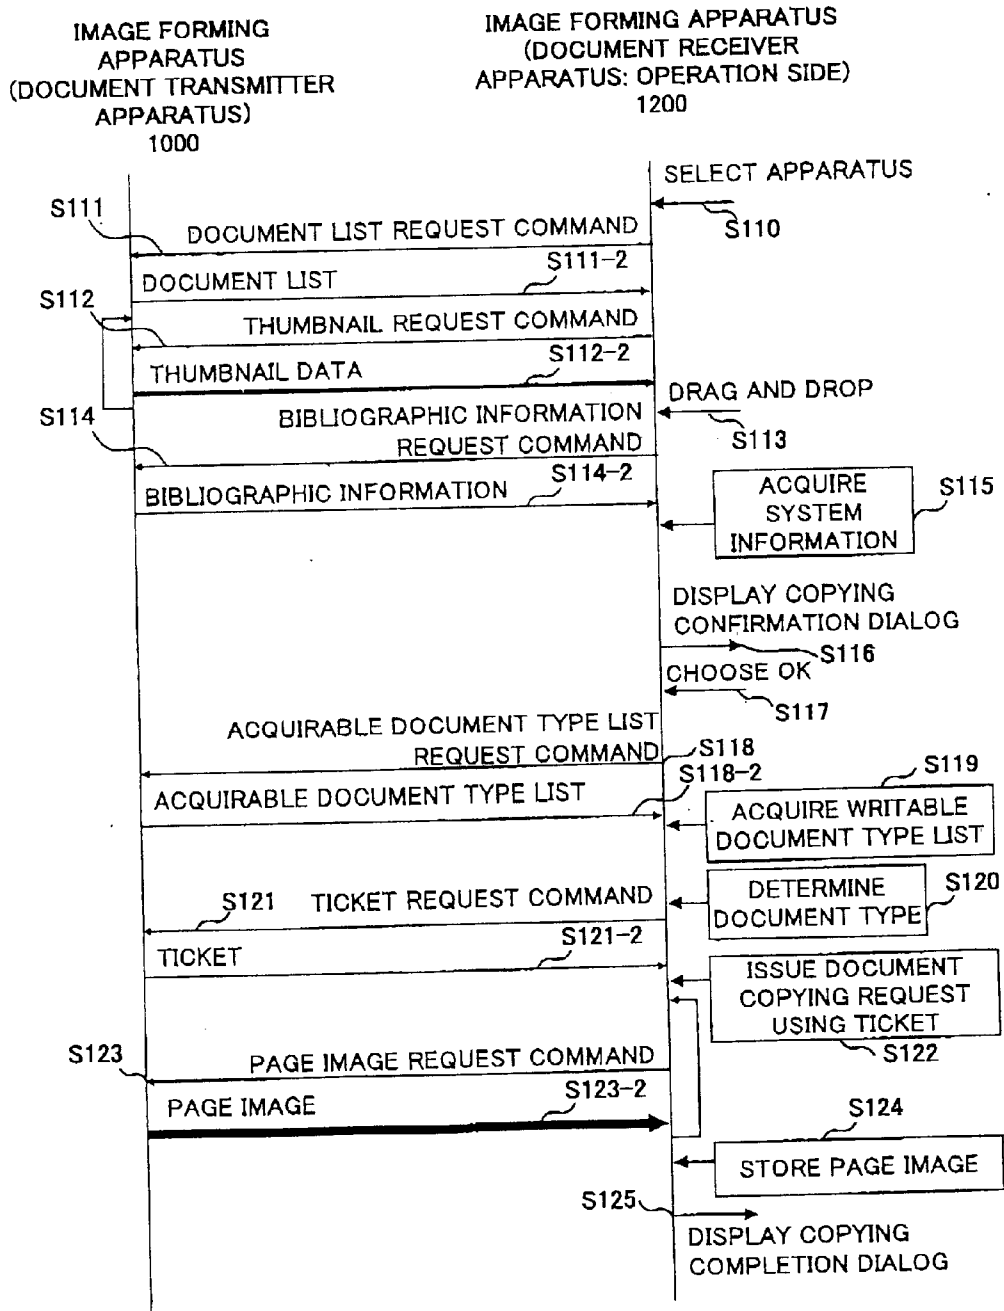 IMAGE FORMING
APPARATUS
(DOCUMENT TRANSMITTER
APPARATUS)
1000
IMAGE FORMING APPARATUS
(DOCUMENT RECEIVER
APPARATUS: OPERATION SIDE)
1200
SELECT APPARATUS
S110
S111
DOCUMENT LIST REQUEST COMMAND
S111-2
DOCUMENT LIST
S112
THUMBNAIL REQUEST COMMAND
S112-2
THUMBNAIL DATA
DRAG AND DROP
S113
S114
BIBLIOGRAPHIC INFORMATION
REQUEST COMMAND
S114-2
BIBLIOGRAPHIC INFORMATION
ACQUIRE
SYSTEM
INFORMATION
S115
DISPLAY COPYING
CONFIRMATION DIALOG
S116
CHOOSE OK
S117
ACQUIRABLE DOCUMENT TYPE LIST
REQUEST COMMAND
S118
S118-2
ACQUIRABLE DOCUMENT TYPE LIST
S119
ACQUIRE WRITABLE
DOCUMENT TYPE LIST
S120
DETERMINE
DOCUMENT TYPE
S121
TICKET REQUEST COMMAND
S121-2
TICKET
ISSUE DOCUMENT
COPYING REQUEST
USING TICKET
S122
S123
PAGE IMAGE REQUEST COMMAND
S123-2
PAGE IMAGE
S124
STORE PAGE IMAGE
S125
DISPLAY COPYING
COMPLETION DIALOG